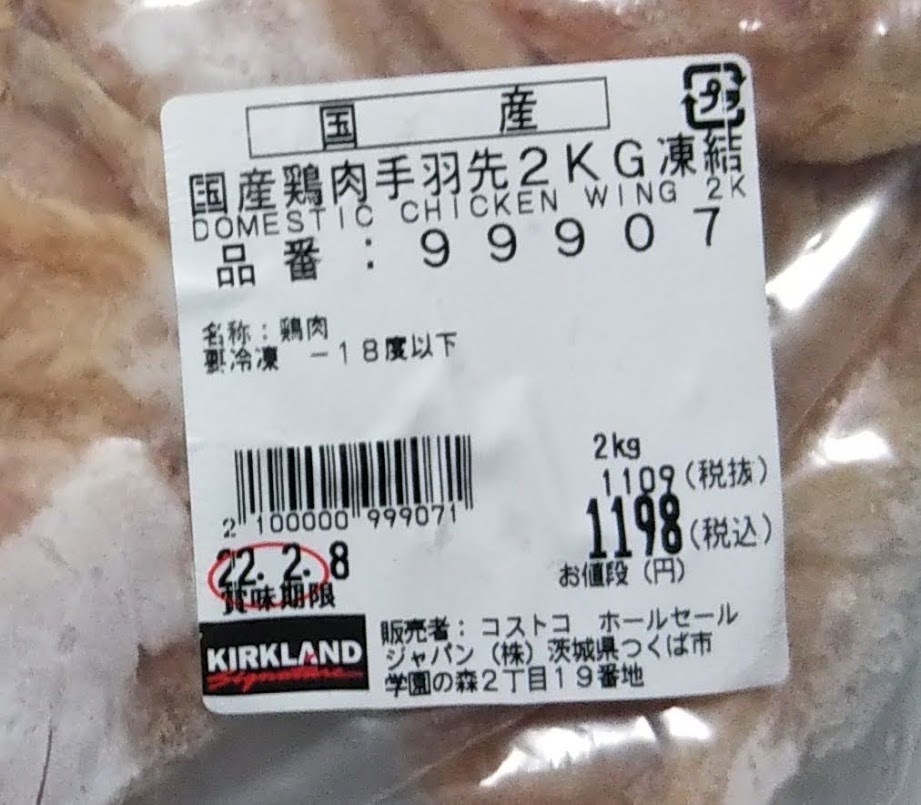 国産
プラ
国産鶏肉手羽先2KG凍結
DOMESTIC CHICKEN WING 2K
品番：99907
名称：鶏肉
要冷凍 -18度以下
2kg
1109(税抜)
1198(税込)
お値段(円)
2 100000 999071
22. 2. 8
賞味期限
KIRKLAND
Signature
販売者：コストコ ホールセール
ジャパン(株)茨城県つくば市
学園の森2丁目19番地